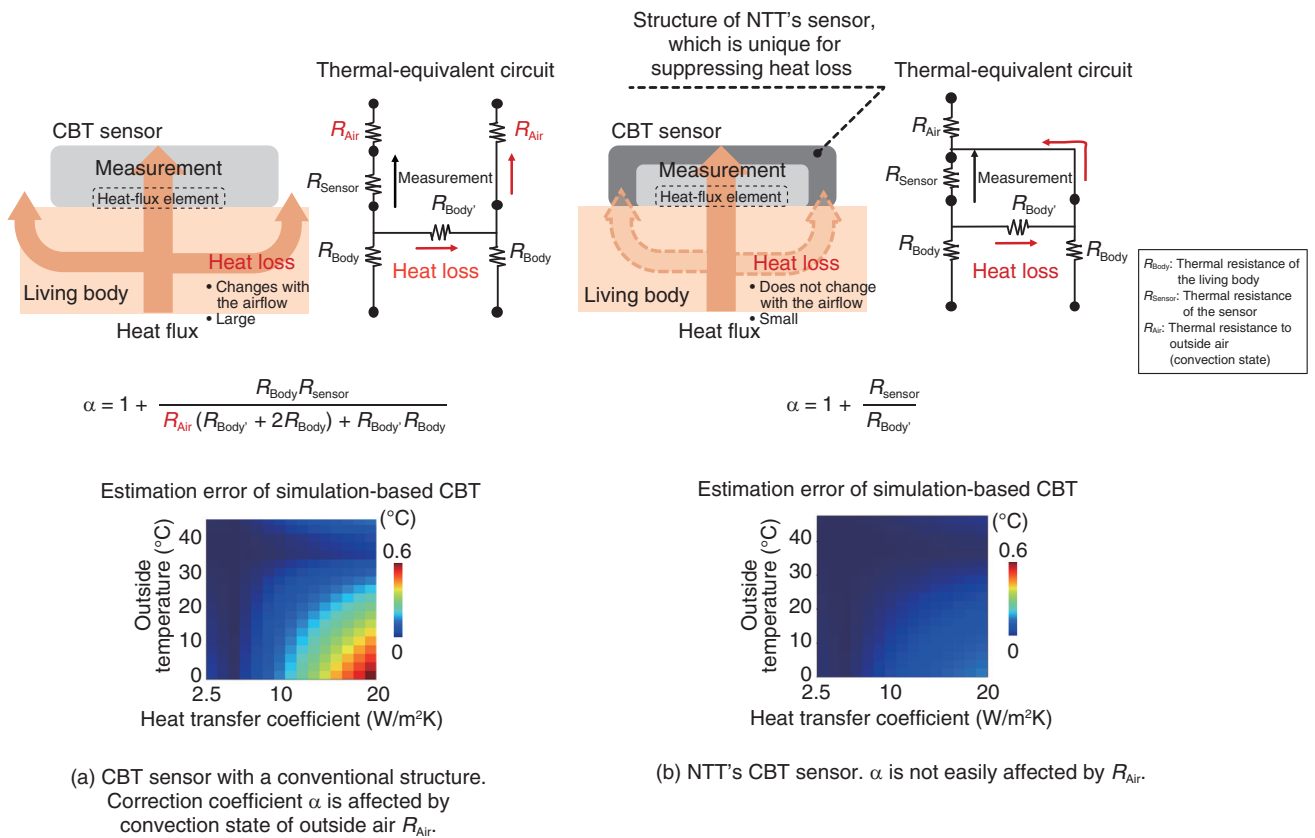 Structure of NTT's sensor,
which is unique for
suppressing heat loss
Thermal-equivalent circuit
CBT sensor
Measurement
Heat-flux element
Heat loss
• Changes with
the airflow
• Large
Living body
Heat flux
R_Air
R_Air
R_Sensor
Measurement
R_Body'
R_Body
Heat loss
R_Body
Thermal-equivalent circuit
CBT sensor
Measurement
Heat-flux element
Heat loss
• Does not change
with the airflow
• Small
Living body
Heat flux
R_Air
R_Sensor
Measurement
R_Body'
R_Body
Heat loss
R_Body
R_Body: Thermal resistance of
the living body
R_Sensor: Thermal resistance
of the sensor
R_Air: Thermal resistance to
outside air
(convection state)
α = 1 + R_Body R_sensor / R_Air (R_Body' + 2R_Body) + R_Body' R_Body
α = 1 + R_sensor / R_Body'
Estimation error of simulation-based CBT
(°C)
0.6
0
Outside
temperature (°C)
40
30
20
10
0
2.5 10 20
Heat transfer coefficient (W/m²K)
Estimation error of simulation-based CBT
(°C)
0.6
0
Outside
temperature (°C)
40
30
20
10
0
2.5 10 20
Heat transfer coefficient (W/m²K)
(a) CBT sensor with a conventional structure.
Correction coefficient α is affected by
convection state of outside air R_Air.
(b) NTT's CBT sensor. α is not easily affected by R_Air.